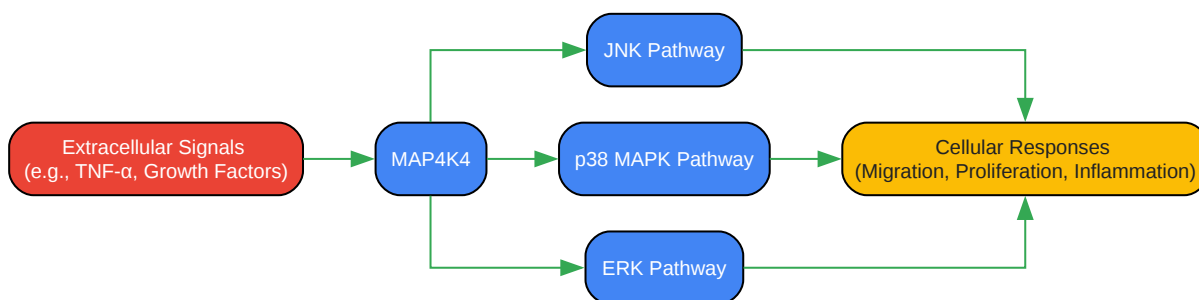 JNK Pathway
Extracellular Signals
(e.g., TNF-α, Growth Factors)
MAP4K4
p38 MAPK Pathway
Cellular Responses
(Migration, Proliferation, Inflammation)
ERK Pathway